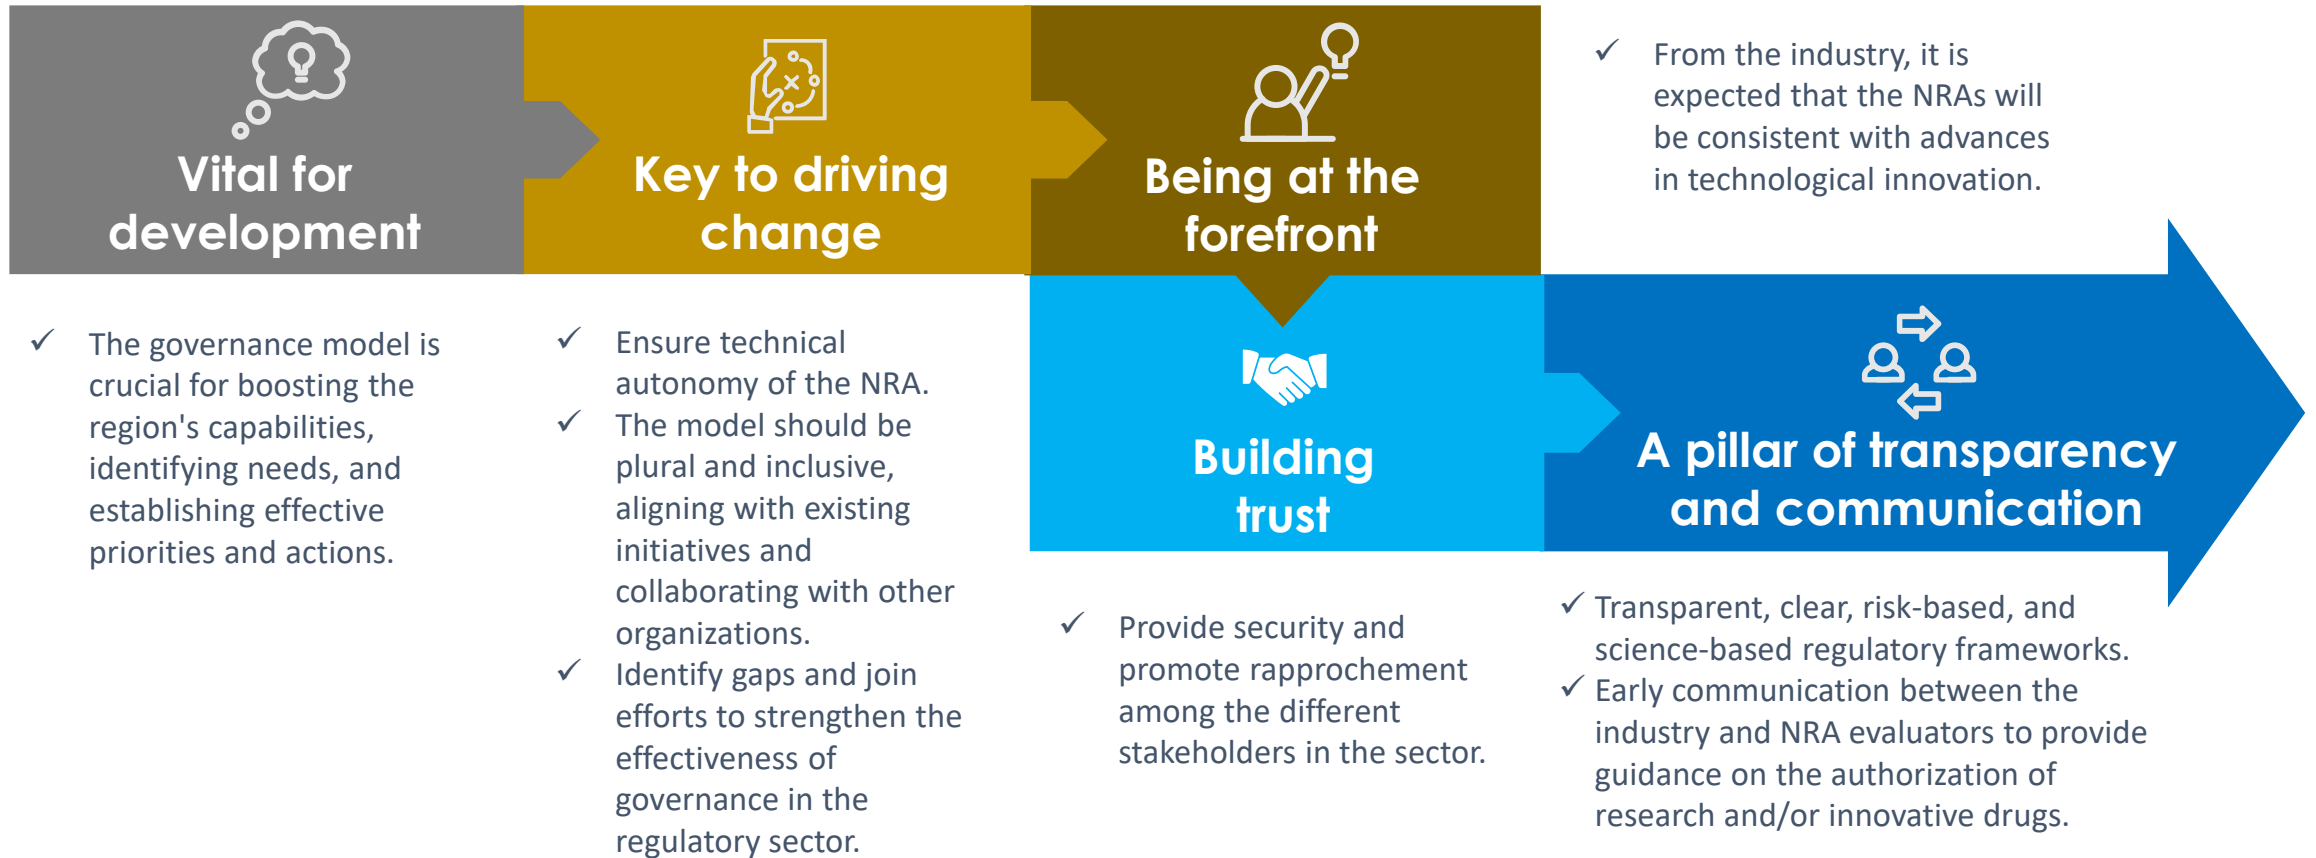 Vital for
development
The governance model is
crucial for boosting the
region's capabilities,
identifying needs, and
establishing effective
priorities and actions.
Key to driving
change
Ensure technical
autonomy of the NRA.
The model should be
plural and inclusive,
aligning with existing
initiatives and
collaborating with other
organizations.
Identify gaps and join
efforts to strengthen the
effectiveness of
governance in the
regulatory sector.
Being at the
forefront
From the industry, it is
expected that the NRAs will
be consistent with advances
in technological innovation.
Building
trust
Provide security and
promote rapprochement
among the different
stakeholders in the sector.
A pillar of transparency
and communication
Transparent, clear, risk-based, and
science-based regulatory frameworks.
Early communication between the
industry and NRA evaluators to provide
guidance on the authorization of
research and/or innovative drugs.